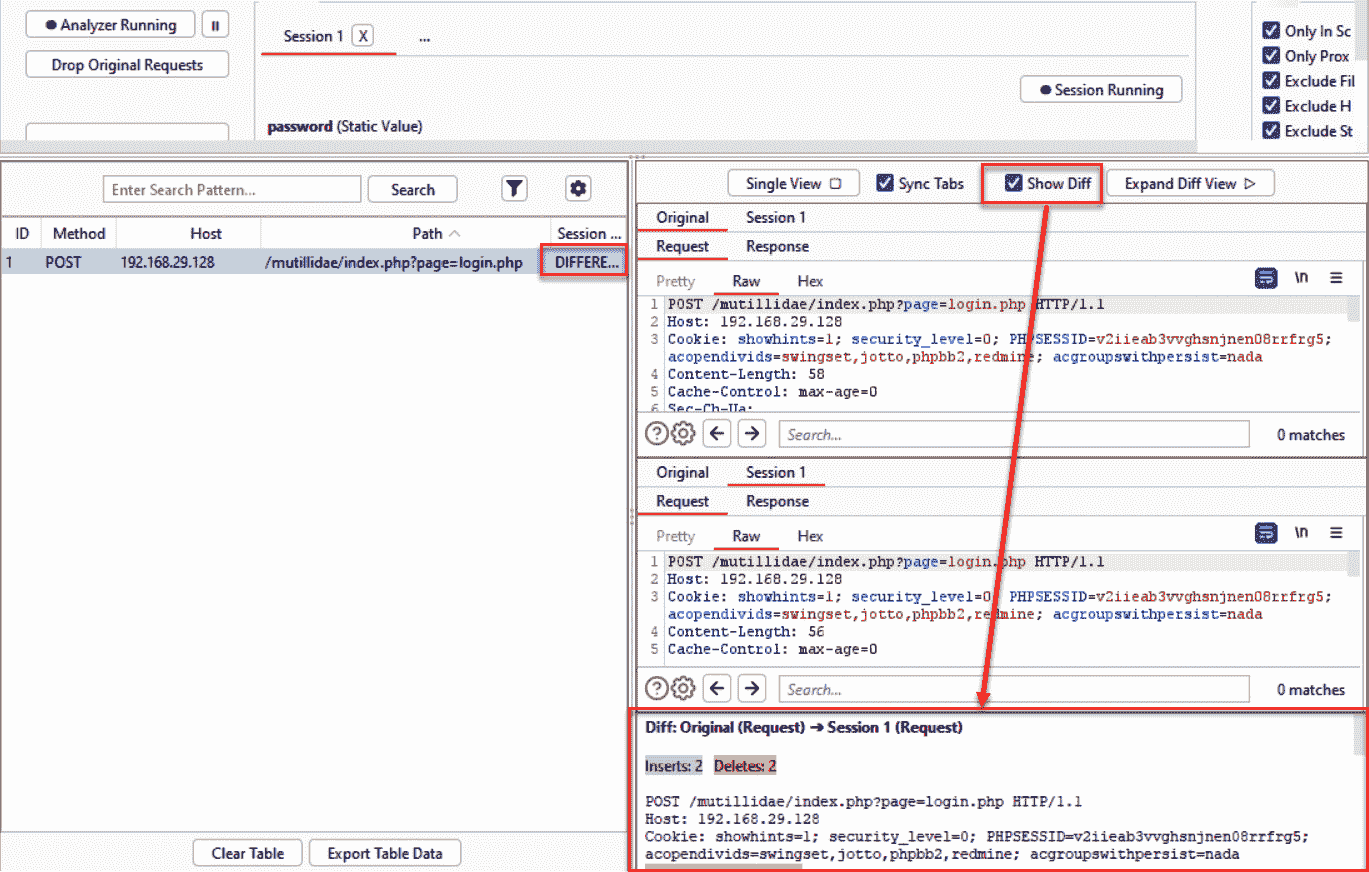 Analyzer Running
Drop Original Requests
Session 1 X ...
Session Running
password (Static Value)
Only In Sc
Only Prox
Exclude Fil
Exclude H
Exclude St
Enter Search Pattern... Search
ID Method Host Path Session ...
1 POST 192.168.29.128 /mutillidae/index.php?page=login.php DIFFERE...
Clear Table Export Table Data
Single View Sync Tabs Show Diff Expand Diff View
Original Session 1
Request Response
Pretty Raw Hex \n
1 POST /mutillidae/index.php?page=login.php HTTP/1.1
2 Host: 192.168.29.128
3 Cookie: showhints=1; security_level=0; PHPSESSID=v2iieab3vvghsnjnen08rrfrg5;
acopendivids=swingset,jotto,phpbb2,redmine; acgroupswithpersist=nada
4 Content-Length: 58
5 Cache-Control: max-age=0
6 Sec-Ch-Ua:
Search... 0 matches
Original Session 1
Request Response
Pretty Raw Hex \n
1 POST /mutillidae/index.php?page=login.php HTTP/1.1
2 Host: 192.168.29.128
3 Cookie: showhints=1; security_level=0; PHPSESSID=v2iieab3vvghsnjnen08rrfrg5;
acopendivids=swingset,jotto,phpbb2,redmine; acgroupswithpersist=nada
4 Content-Length: 56
5 Cache-Control: max-age=0
Search... 0 matches
Diff: Original (Request) ➔ Session 1 (Request)
Inserts: 2 Deletes: 2
POST /mutillidae/index.php?page=login.php HTTP/1.1
Host: 192.168.29.128
Cookie: showhints=1; security_level=0; PHPSESSID=v2iieab3vvghsnjnen08rrfrg5;
acopendivids=swingset,jotto,phpbb2,redmine; acgroupswithpersist=nada